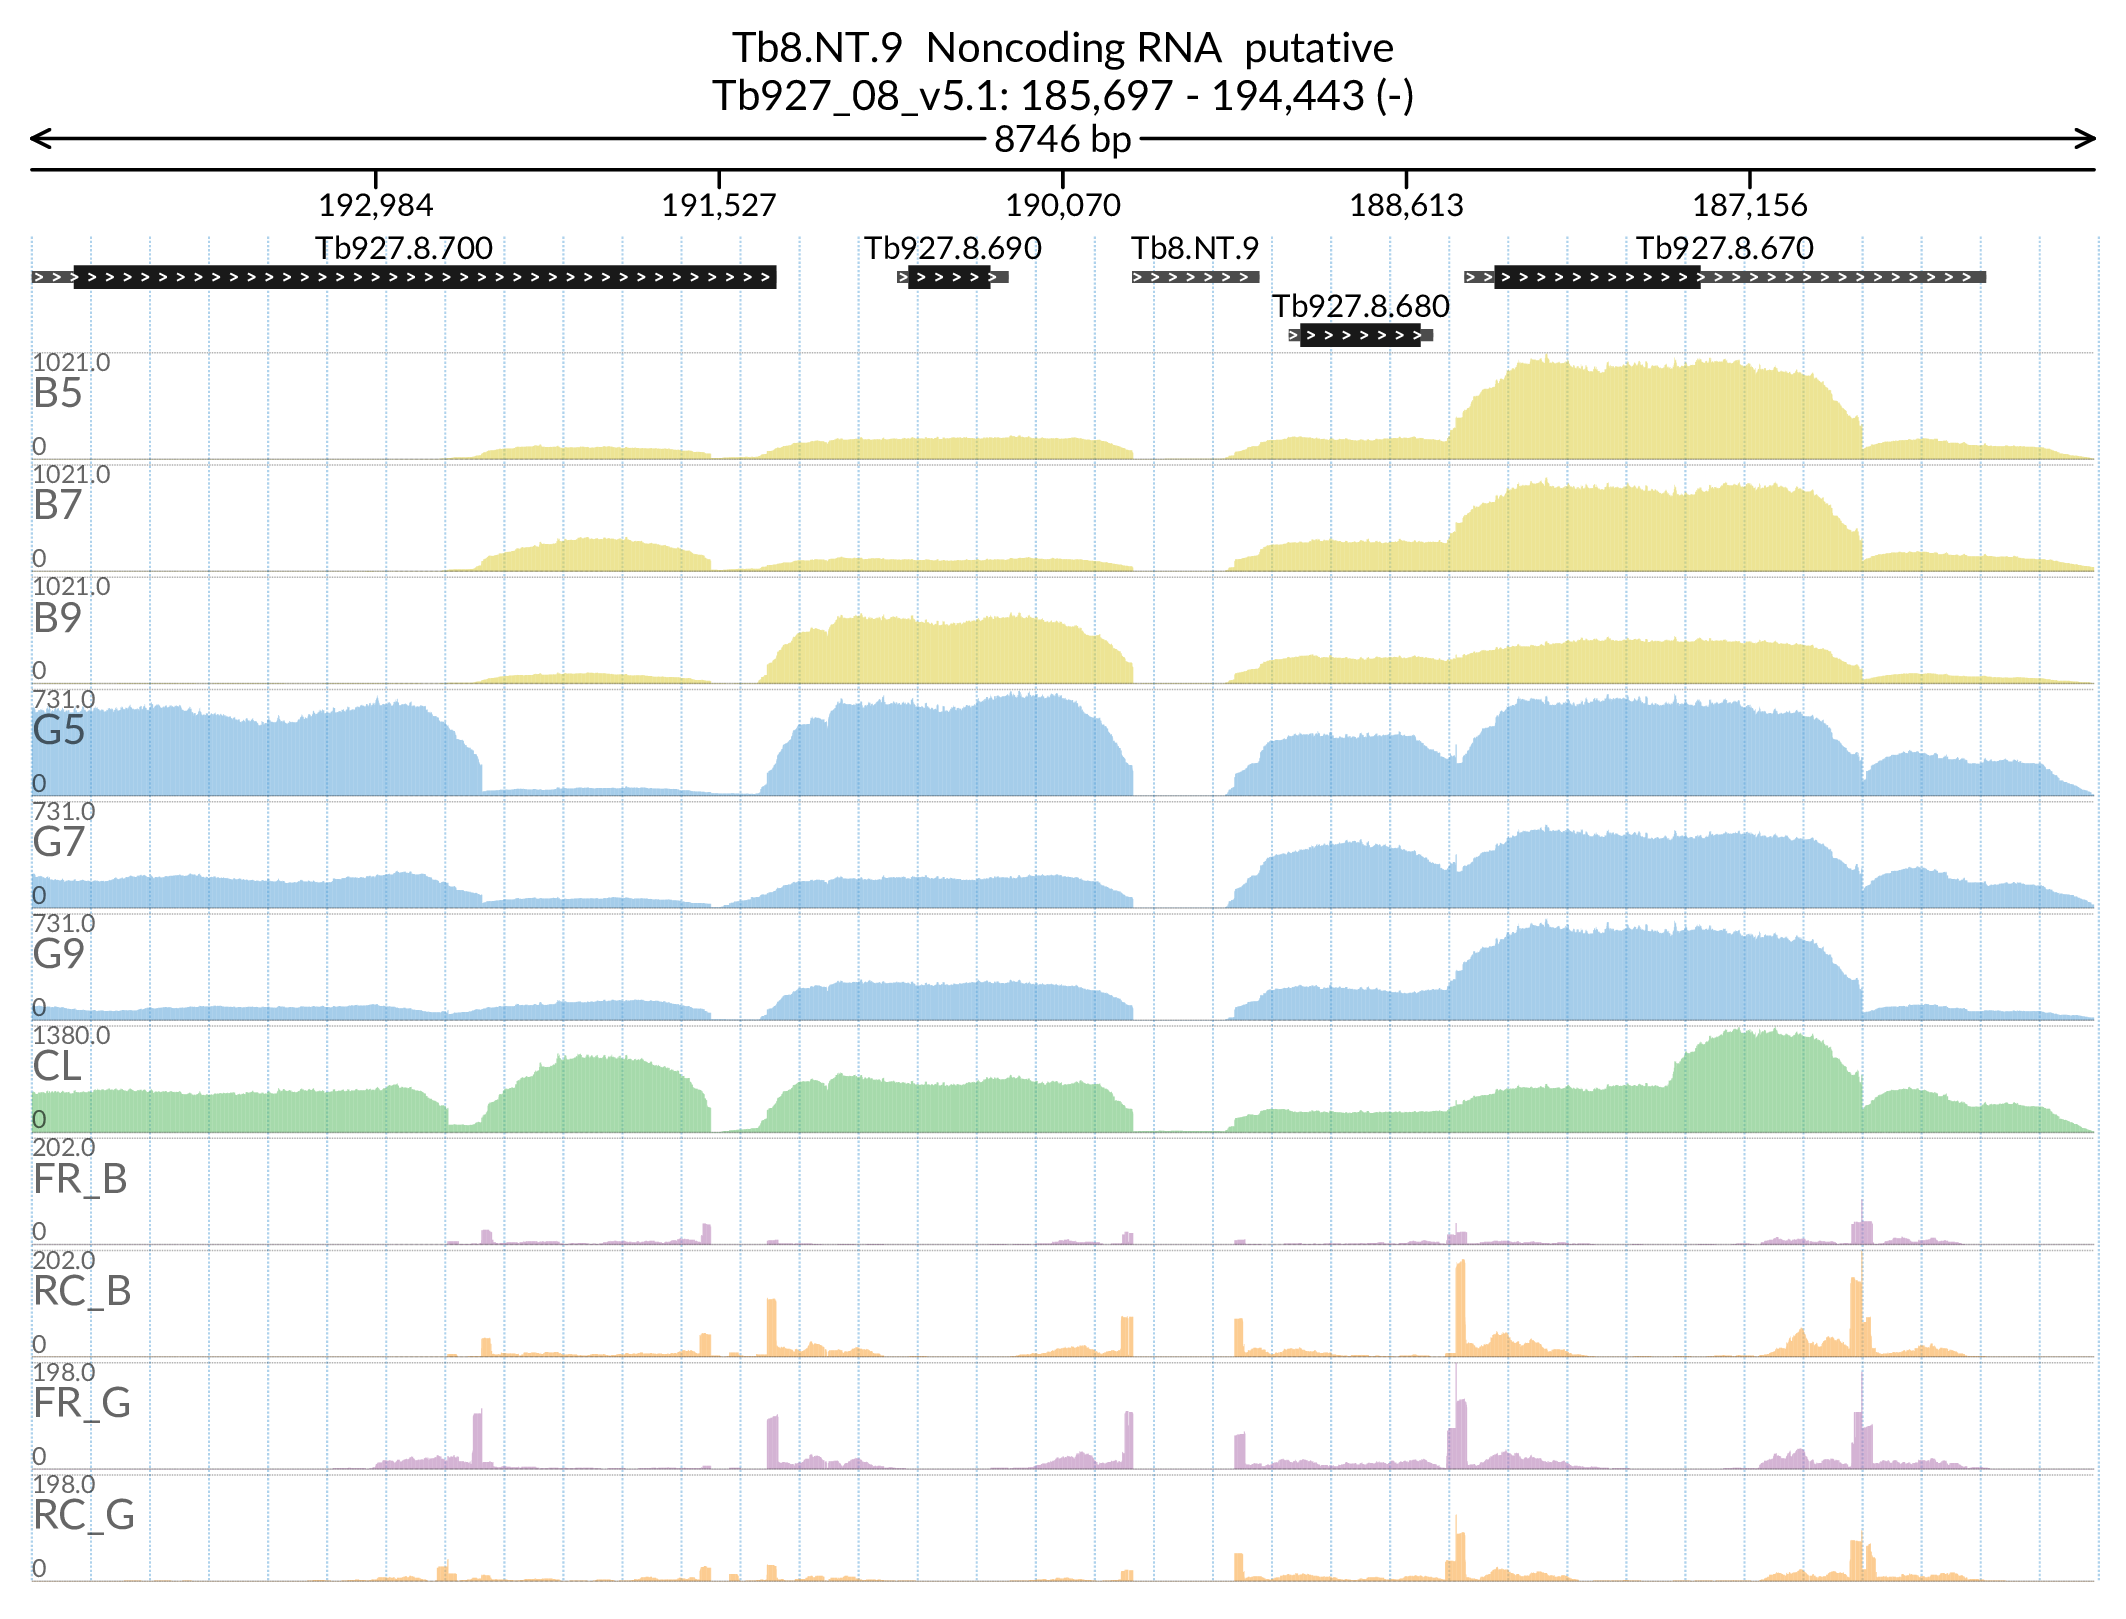 Tb8.NT.9 Noncoding RNA putative
Tb927_08_v5.1: 185,697 - 194,443 (-)
8746 bp
192,984 191,527 190,070 188,613 187,156
Tb927.8.700 Tb927.8.690 Tb8.NT.9 Tb927.8.670
Tb927.8.680
1021.0
B5
0
1021.0
B7
0
1021.0
B9
0
731.0
G5
0
731.0
G7
0
731.0
G9
0
1380.0
CL
0
202.0
FR_B
0
202.0
RC_B
0
198.0
FR_G
0
198.0
RC_G
0